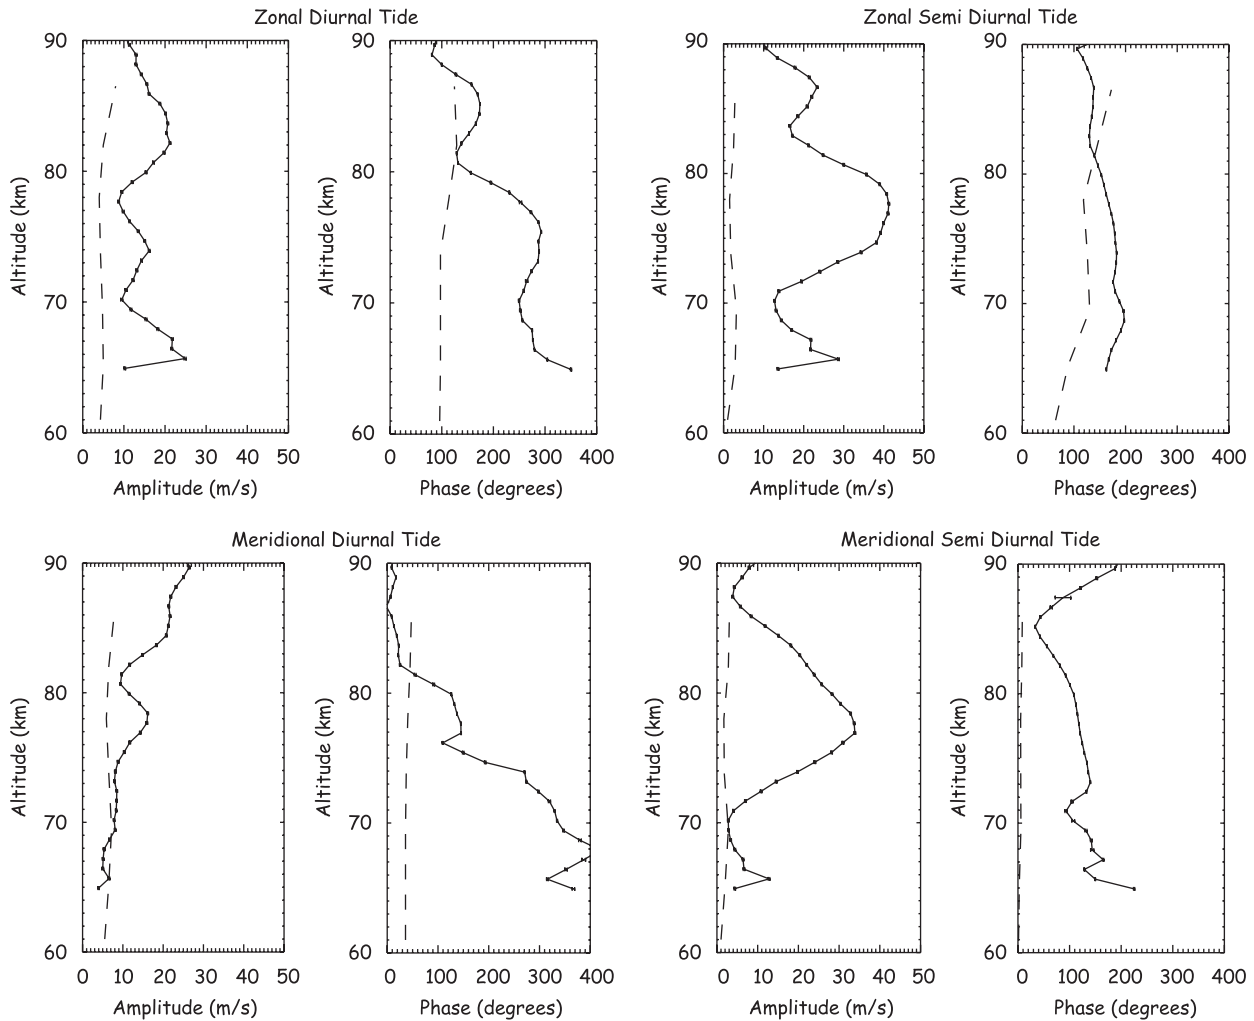 Zonal Diurnal Tide
Zonal Semi Diurnal Tide
90 90 90 90
80 80 80 80
70 70 70 70
60 60 60 60
Altitude (km) Altitude (km) Altitude (km) Altitude (km)
0 10 20 30 40 50 0 100 200 300 400 0 10 20 30 40 50 0 100 200 300 400
Amplitude (m/s) Phase (degrees) Amplitude (m/s) Phase (degrees)
Meridional Diurnal Tide
Meridional Semi Diurnal Tide
90 90 90 90
80 80 80 80
70 70 70 70
60 60 60 60
Altitude (km) Altitude (km) Altitude (km) Altitude (km)
0 10 20 30 40 50 0 100 200 300 400 0 10 20 30 40 50 0 100 200 300 400
Amplitude (m/s) Phase (degrees) Amplitude (m/s) Phase (degrees)